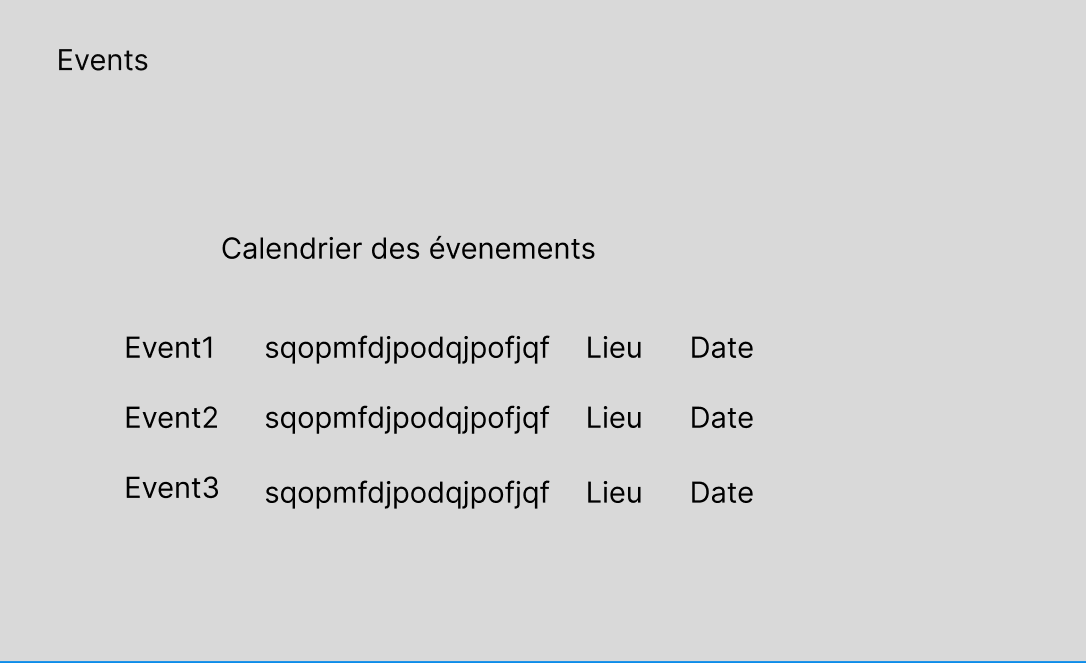 Events
Calendrier des évenements
Event1 sqopmfdjpodqjpofjqf Lieu Date
Event2 sqopmfdjpodqjpofjqf Lieu Date
Event3 sqopmfdjpodqjpofjqf Lieu Date